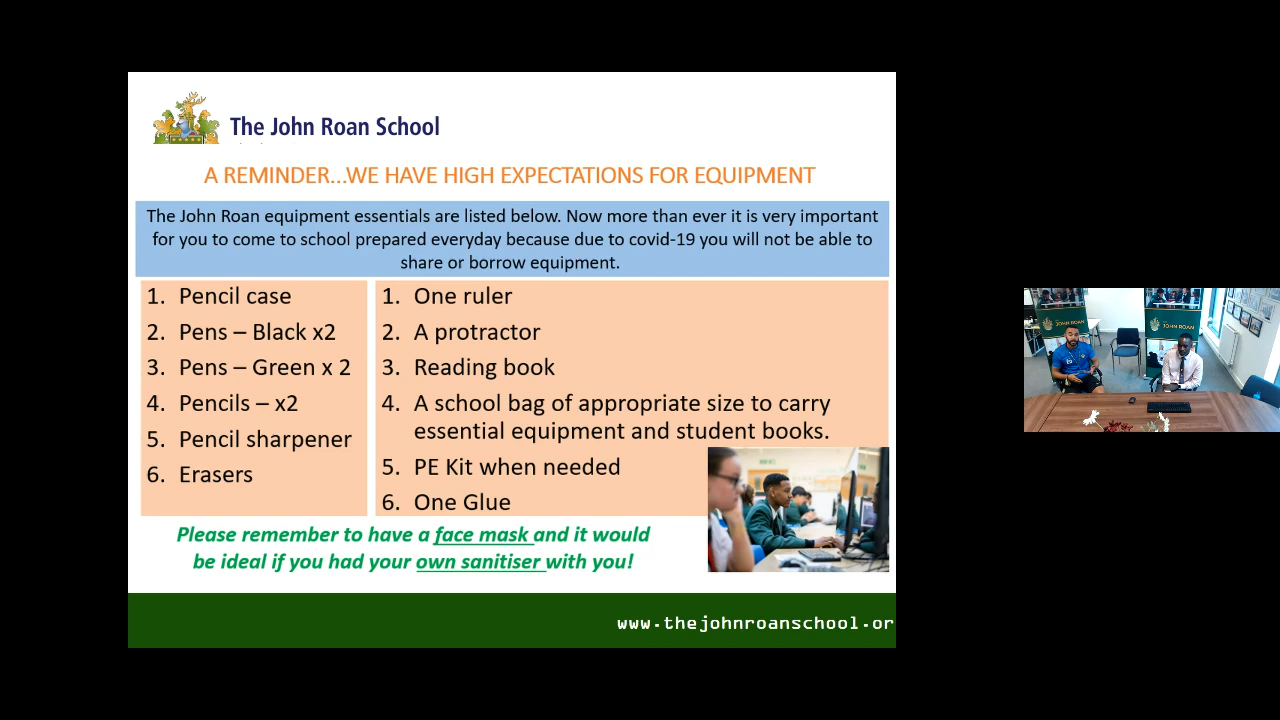 The John Roan School
A REMINDER...WE HAVE HIGH EXPECTATIONS FOR EQUIPMENT
The John Roan equipment essentials are listed below. Now more than ever it is very important
for you to come to school prepared everyday because due to covid-19 you will not be able to
share or borrow equipment.
1. Pencil case
2. Pens – Black x2
3. Pens – Green x 2
4. Pencils – x2
5. Pencil sharpener
6. Erasers
1. One ruler
2. A protractor
3. Reading book
4. A school bag of appropriate size to carry
essential equipment and student books.
5. PE Kit when needed
6. One Glue
Please remember to have a face mask and it would
be ideal if you had your own sanitiser with you!
www.thejohnroanschool.or
JOHN ROAN
JOHN ROAN